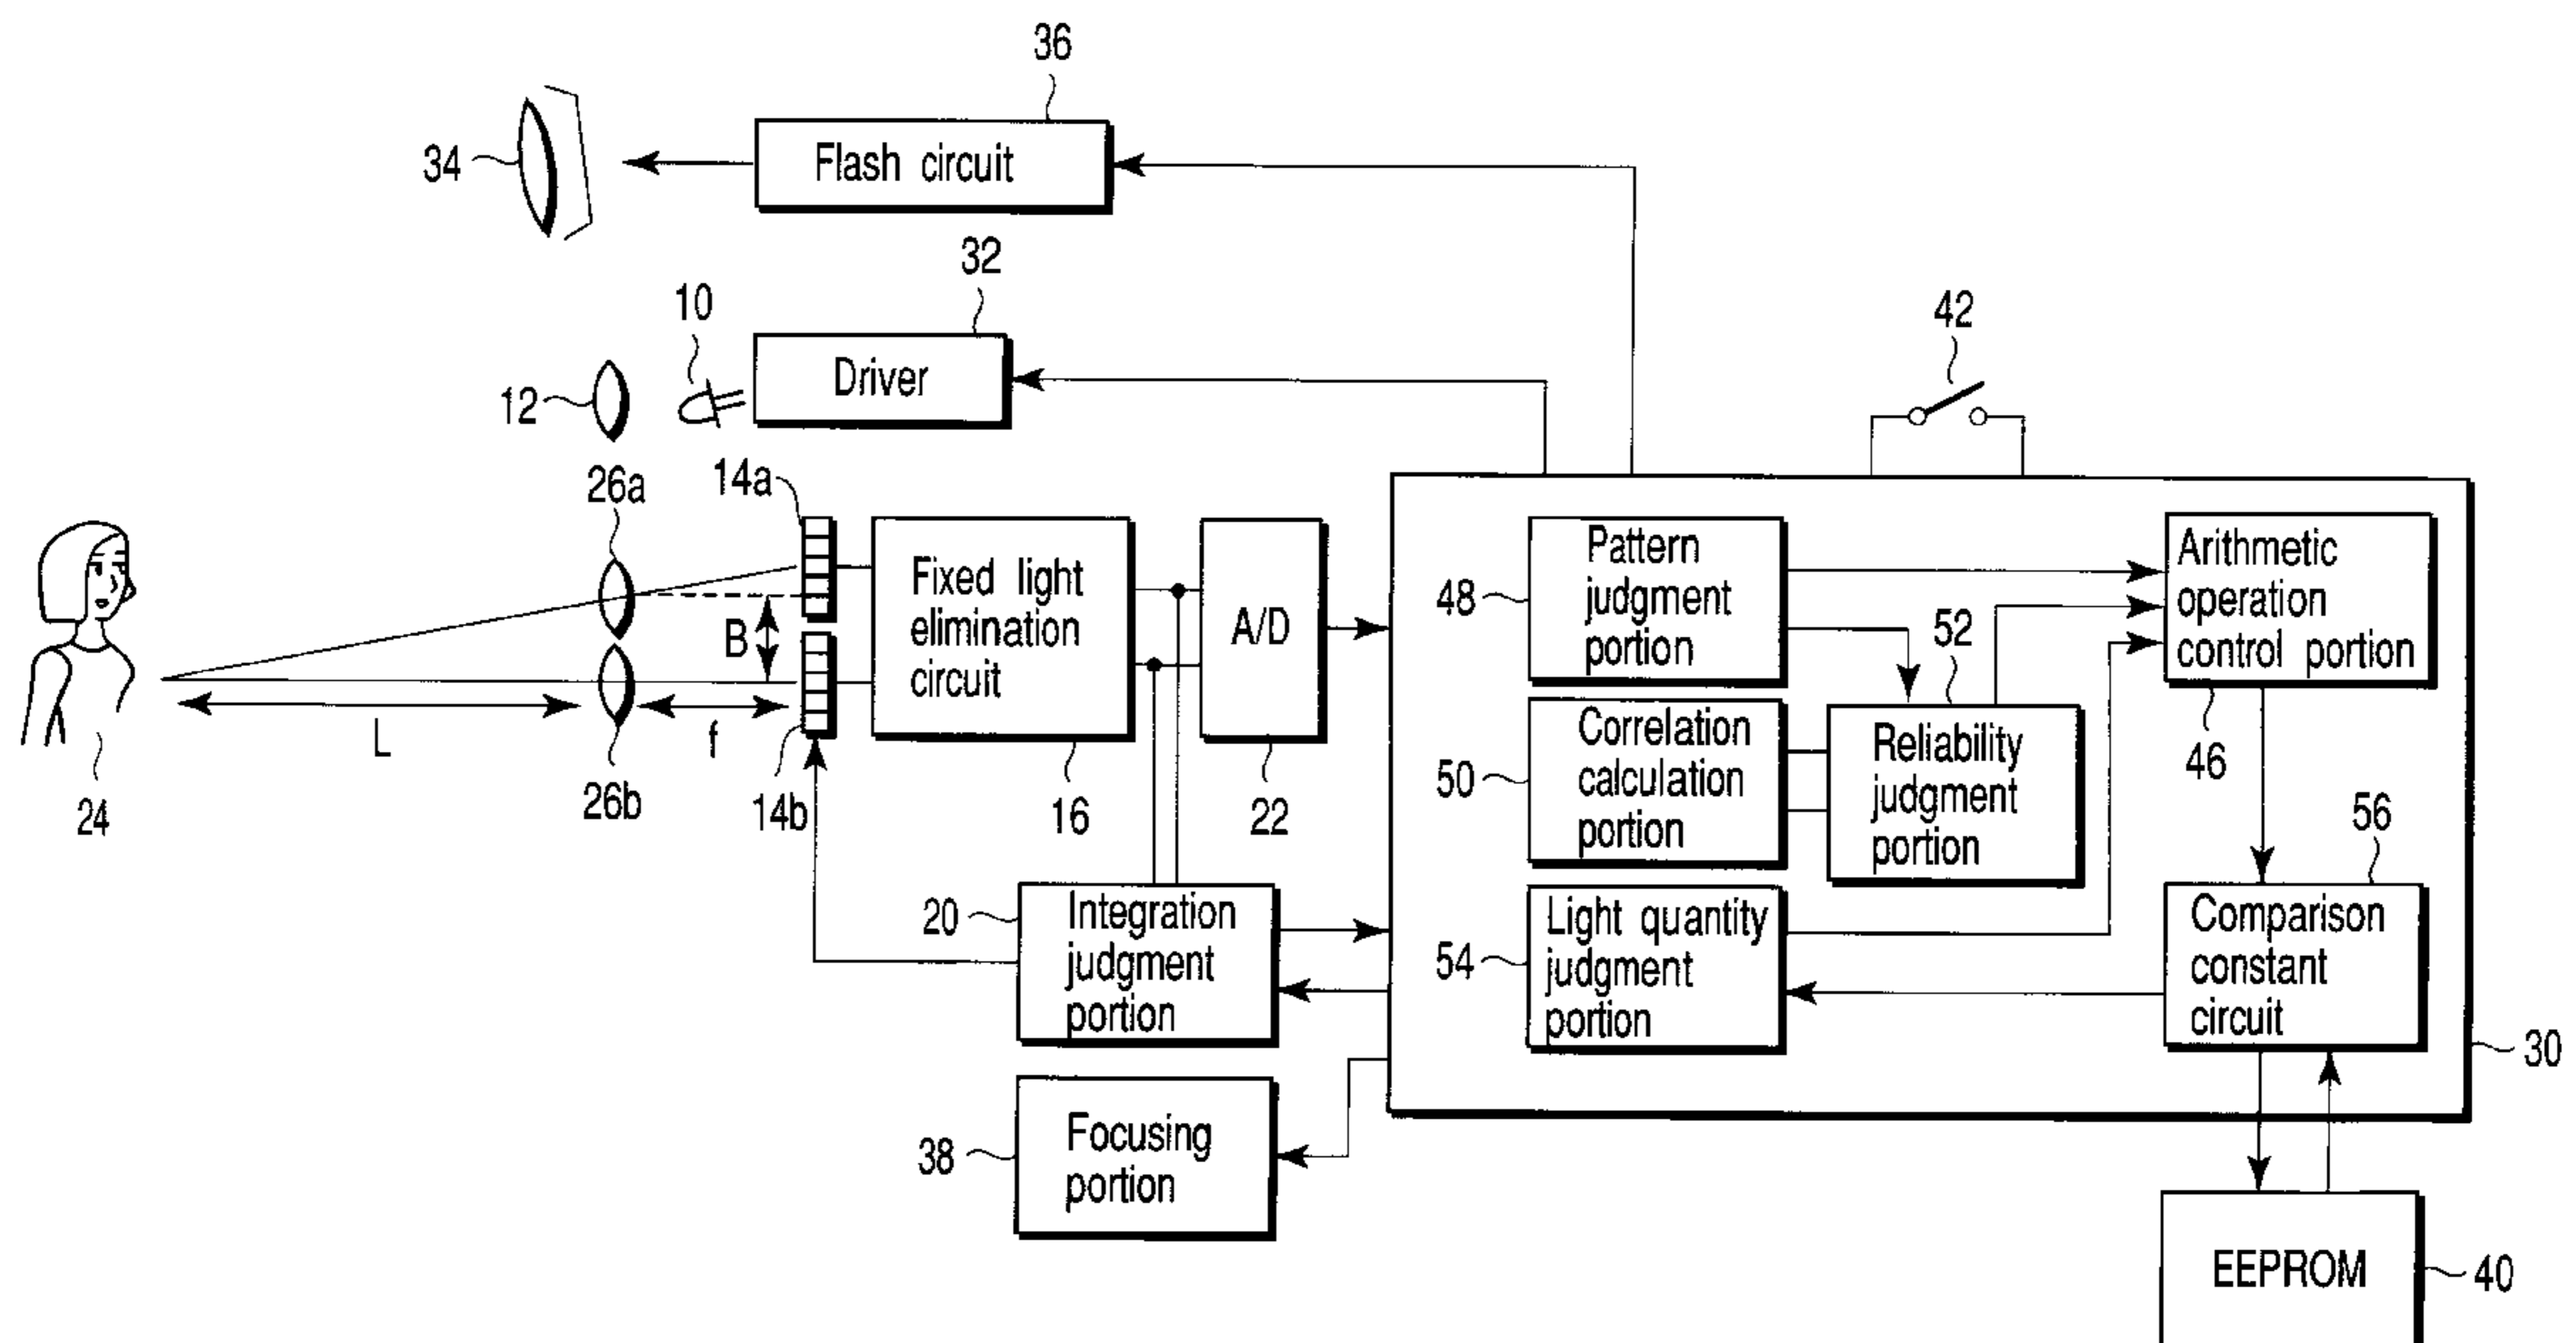 36
34
Flash circuit
32
10
Driver
12
42
26a
14a
Fixed light
elimination
circuit
A/D
B
L
f
24
26b
14b
16
22
Pattern
judgment
portion
48
Arithmetic
operation
control portion
46
52
Correlation
calculation
portion
50
Reliability
judgment
portion
56
20
Integration
judgment
portion
54
Light quantity
judgment
portion
Comparison
constant
circuit
30
38
Focusing
portion
EEPROM
40